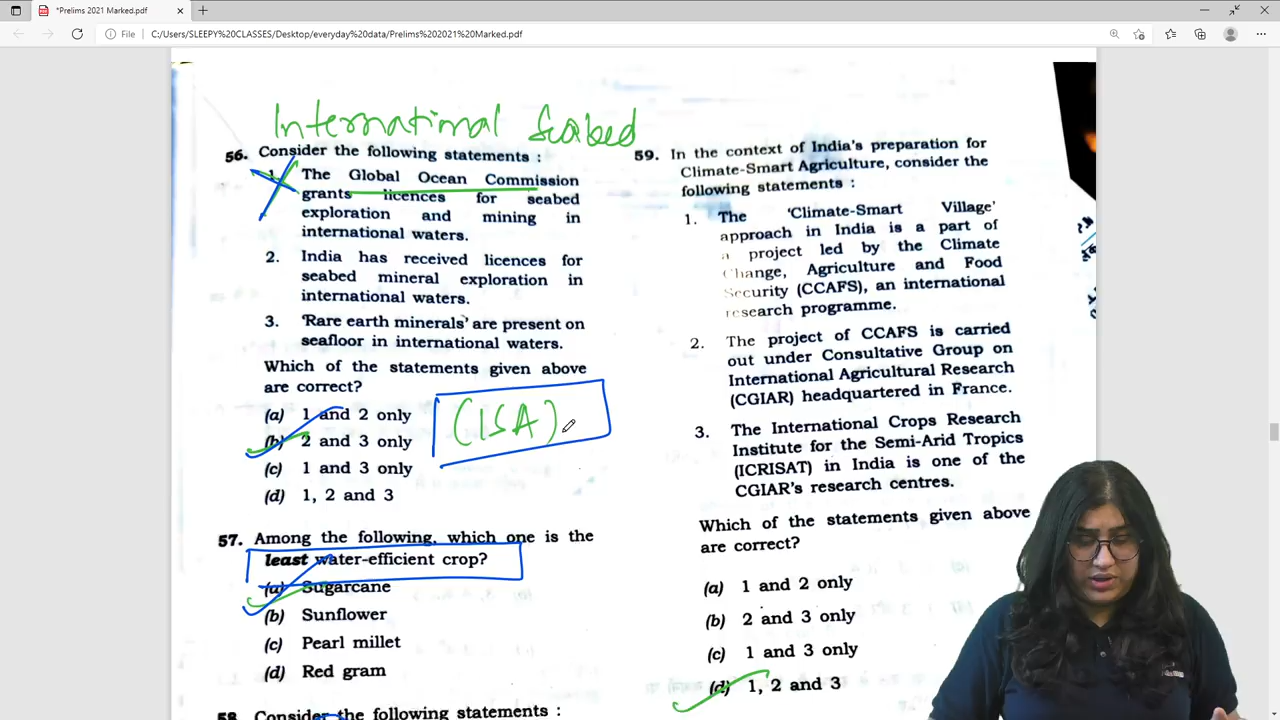 *Prelims 2021 Marked.pdf
File
C:/Users/SLEEPY%20CLASSES/Desktop/everyday%20data/Prelims%202021%20Marked.pdf
International Seabed
56. Consider the following statements :
1. The Global Ocean Commission
grants licences for seabed
exploration and mining in
international waters.
2. India has received licences for
seabed mineral exploration in
international waters.
3. 'Rare earth minerals' are present on
seafloor in international waters.
Which of the statements given above
are correct?
(a) 1 and 2 only
(b) 2 and 3 only
(c) 1 and 3 only
(d) 1, 2 and 3
(ISA)
57. Among the following, which one is the
least water-efficient crop?
(a) Sugarcane
(b) Sunflower
(c) Pearl millet
(d) Red gram
58. Consider the following statements :
59. In the context of India's preparation for
Climate-Smart Agriculture, consider the
following statements :
1. The 'Climate-Smart Village'
approach in India is a part of
a project led by the Climate
Change, Agriculture and Food
Security (CCAFS), an international
research programme.
2. The project of CCAFS is carried
out under Consultative Group on
International Agricultural Research
(CGIAR) headquartered in France.
3. The International Crops Research
Institute for the Semi-Arid Tropics
(ICRISAT) in India is one of the
CGIAR's research centres.
Which of the statements given above
are correct?
(a) 1 and 2 only
(b) 2 and 3 only
(c) 1 and 3 only
(d) 1, 2 and 3